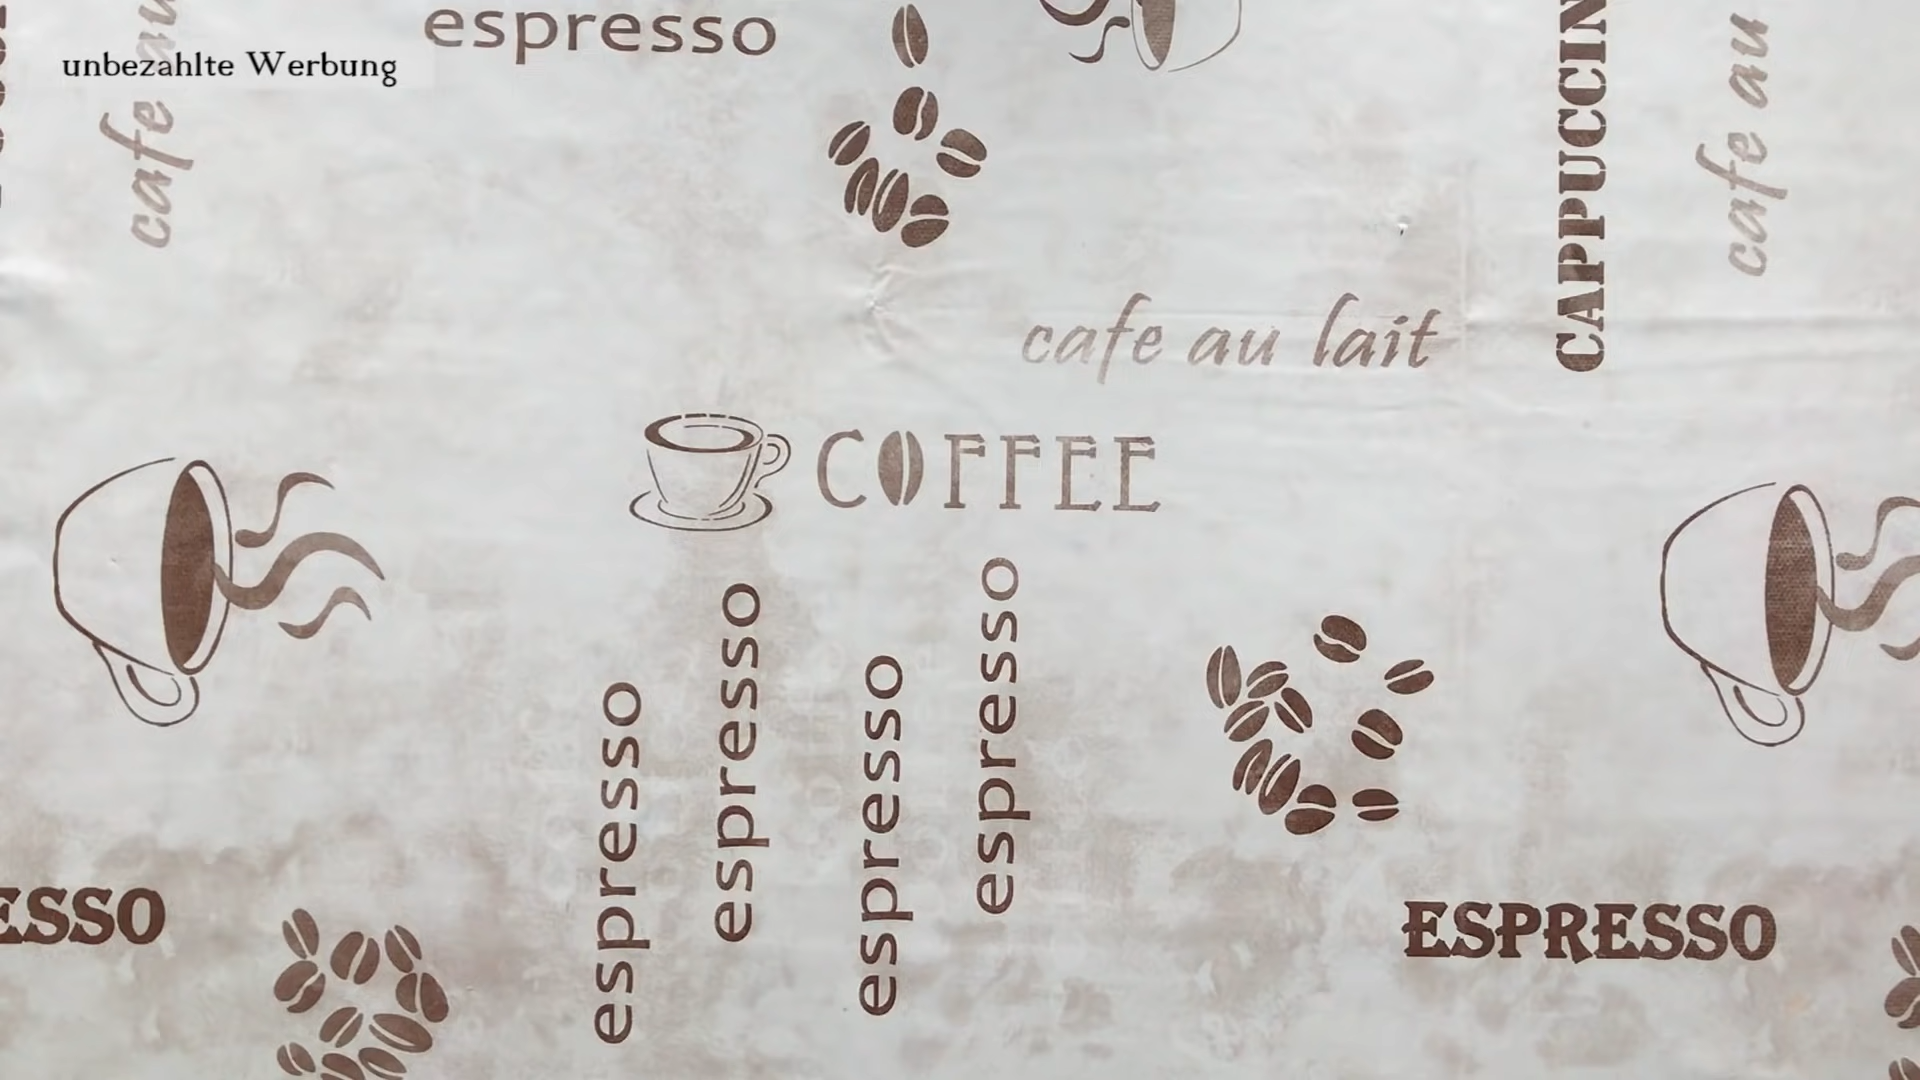 espresso
unbezahlte Werbung
cafe au
CAPPUCCIN
cafe au
cafe au lait
COFFEE
espresso
espresso
espresso
espresso
ESSO
ESPRESSO